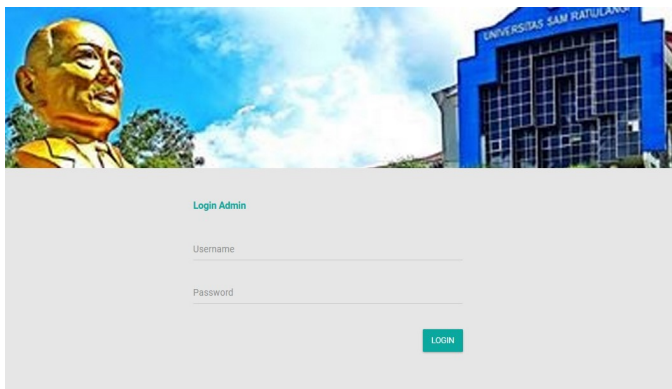 UNIVERSITAS SAM RATULANGI
Login Admin
Username
Password
LOGIN